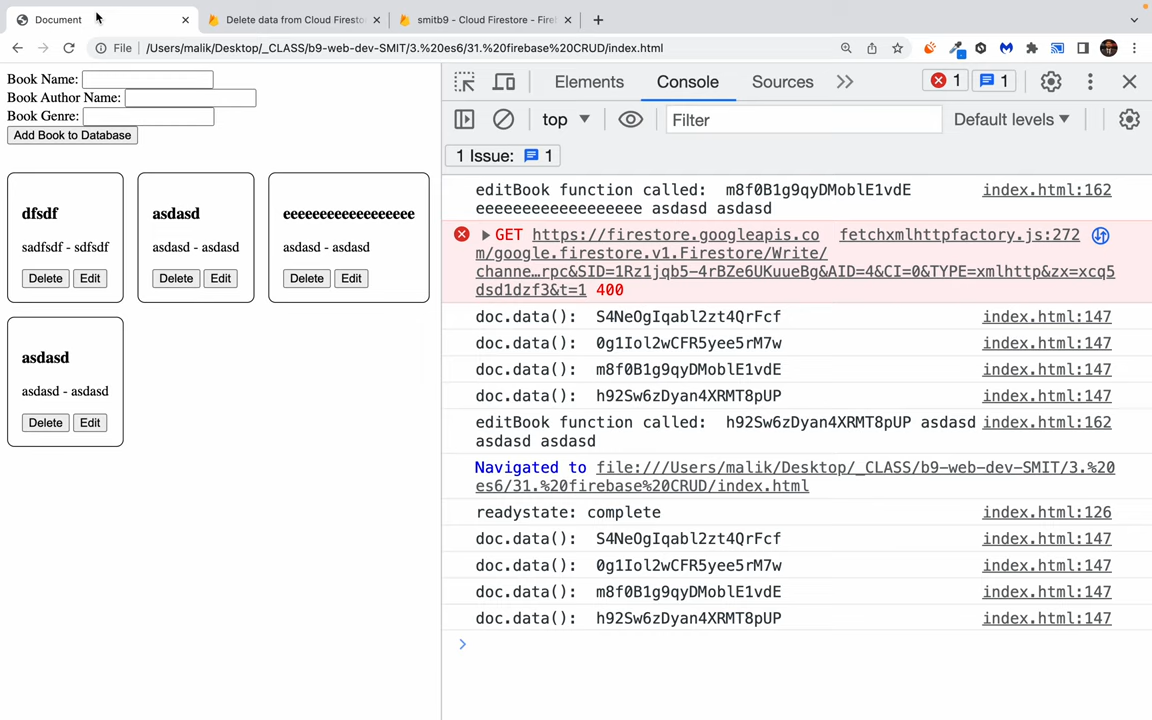 Document
Delete data from Cloud Firesto
smitb9 - Cloud Firestore - Fire
File
/Users/malik/Desktop/_CLASS/b9-web-dev-SMIT/3.%20es6/31.%20firebase%20CRUD/index.html
Book Name:
Book Author Name:
Book Genre:
Add Book to Database
dfsdf
sadfsdf - sdfsdf
Delete Edit
asdasd
asdasd - asdasd
Delete Edit
eeeeeeeeeeeeeeeeee
asdasd - asdasd
Delete Edit
asdasd
asdasd - asdasd
Delete Edit
Elements Console Sources 1 1
top Filter Default levels
1 Issue: 1
editBook function called:  m8f0B1g9qyDMoblE1vdE index.html:162
eeeeeeeeeeeeeeeeee asdasd asdasd
GET https://firestore.googleapis.co fetchxmlhttpfactory.js:272
m/google.firestore.v1.Firestore/Write/
channe…rpc&SID=1Rz1jqb5-4rBZe6UKuueBg&AID=4&CI=0&TYPE=xmlhttp&zx=xcq5
dsd1dzf3&t=1 400
doc.data():  S4NeOgIqabl2zt4QrFcf index.html:147
doc.data():  0g1Iol2wCFR5yee5rM7w index.html:147
doc.data():  m8f0B1g9qyDMoblE1vdE index.html:147
doc.data():  h92Sw6zDyan4XRMT8pUP index.html:147
editBook function called:  h92Sw6zDyan4XRMT8pUP asdasd index.html:162
asdasd asdasd
Navigated to file:///Users/malik/Desktop/_CLASS/b9-web-dev-SMIT/3.%20
es6/31.%20firebase%20CRUD/index.html
readystate: complete index.html:126
doc.data():  S4NeOgIqabl2zt4QrFcf index.html:147
doc.data():  0g1Iol2wCFR5yee5rM7w index.html:147
doc.data():  m8f0B1g9qyDMoblE1vdE index.html:147
doc.data():  h92Sw6zDyan4XRMT8pUP index.html:147